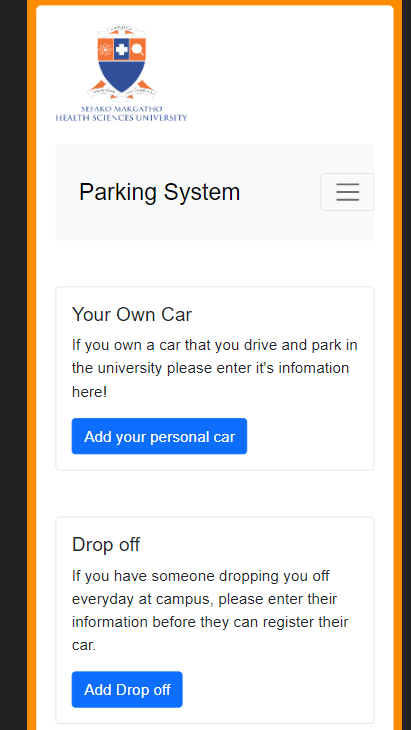 SEFAKO MAKGATHO
HEALTH SCIENCES UNIVERSITY
Parking System
Your Own Car
If you own a car that you drive and park in
the university please enter it's infomation
here!
Add your personal car
Drop off
If you have someone dropping you off
everyday at campus, please enter their
information before they can register their
car.
Add Drop off